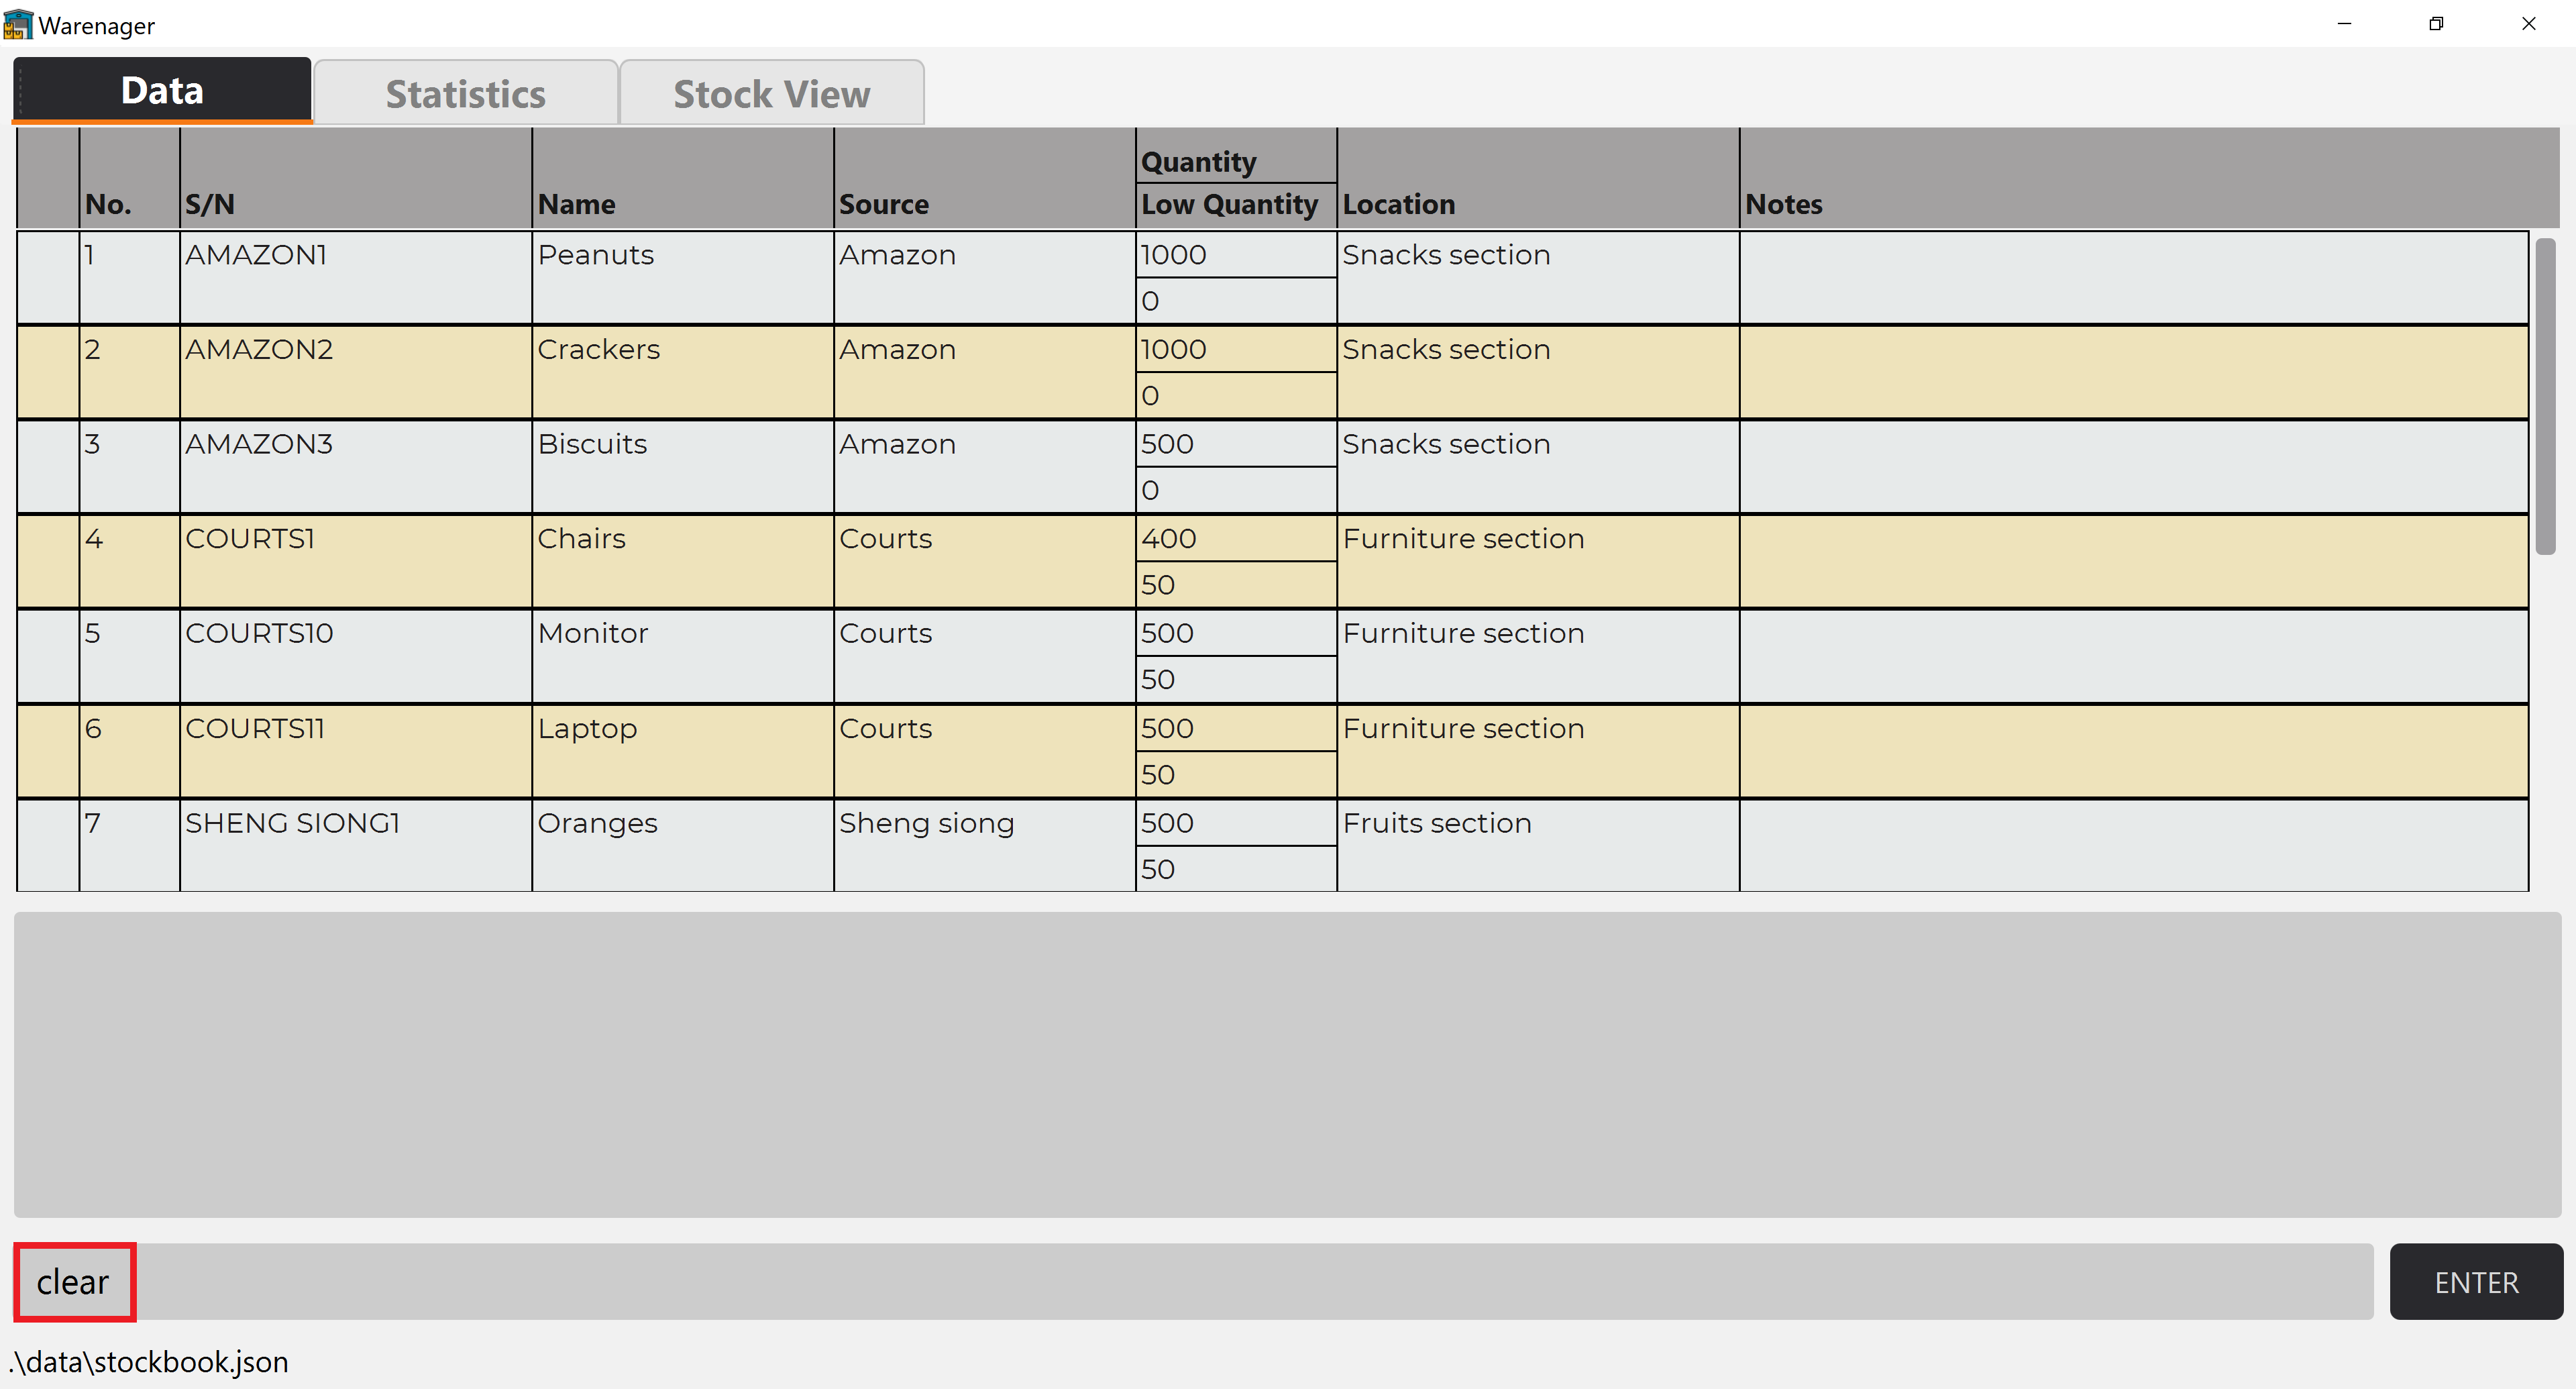 Warenager
Data Statistics Stock View
Quantity
No. S/N Name Source Low Quantity Location Notes
1 AMAZON1 Peanuts Amazon 1000 Snacks section
0
2 AMAZON2 Crackers Amazon 1000 Snacks section
0
3 AMAZON3 Biscuits Amazon 500 Snacks section
0
4 COURTS1 Chairs Courts 400 Furniture section
50
5 COURTS10 Monitor Courts 500 Furniture section
50
6 COURTS11 Laptop Courts 500 Furniture section
50
7 SHENG SIONG1 Oranges Sheng siong 500 Fruits section
50
clear ENTER
.\data\stockbook.json